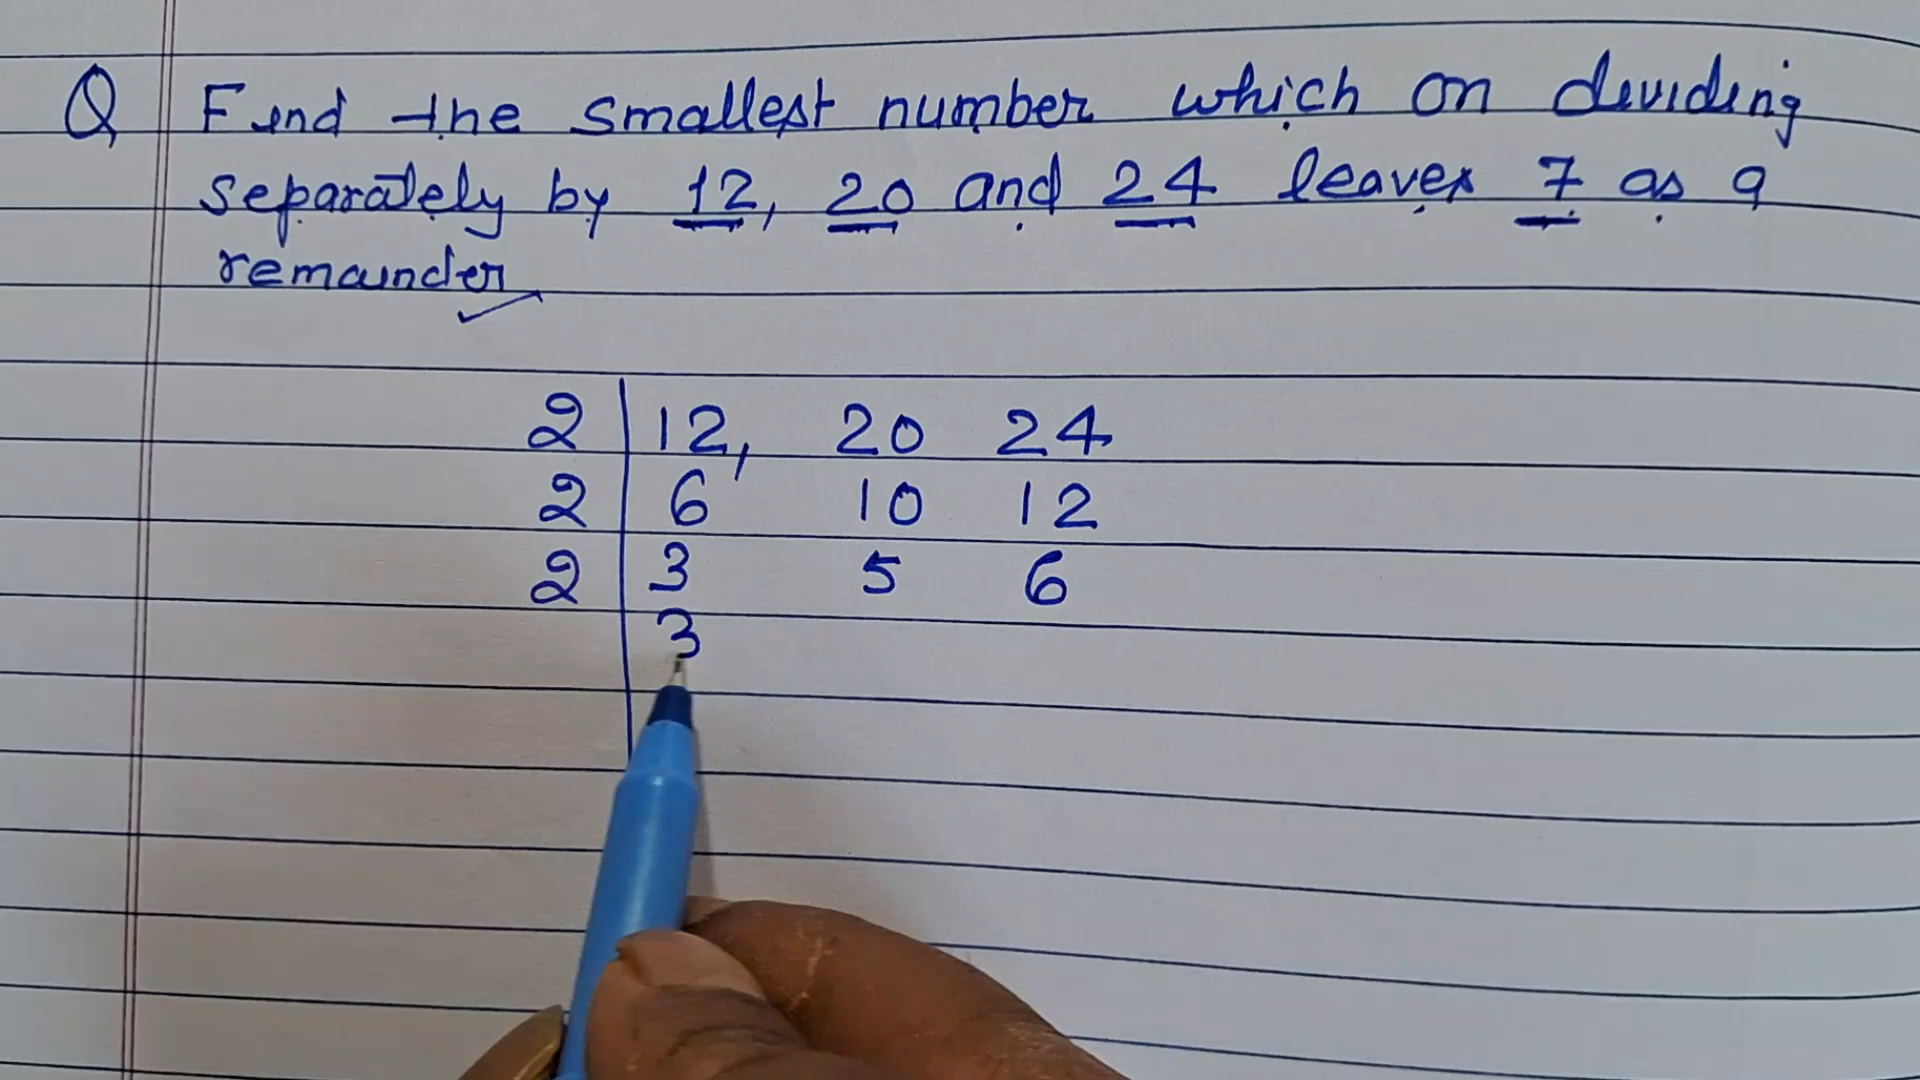 Q Find the smallest number which on dividing
separately by 12, 20 and 24 leaves 7 as a
remainder
2 12, 20 24
2 6 10 12
2 3 5 6
3